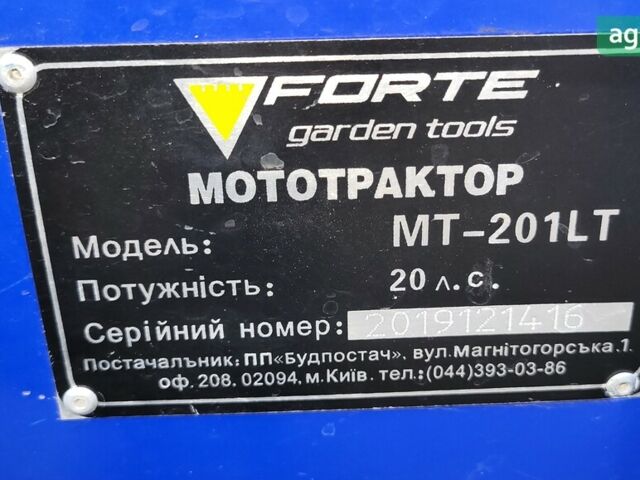 ag
FORTE
garden tools
МОТОТРАКТОР
Модель: МТ-201LT
Потужність: 20 л.с.
Серійний номер: 2019121416
Постачальник: ПП «Будпостач», вул.Магнітогорська.1
оф. 208, 02094, м. Київ. тел.:(044)393-03-86